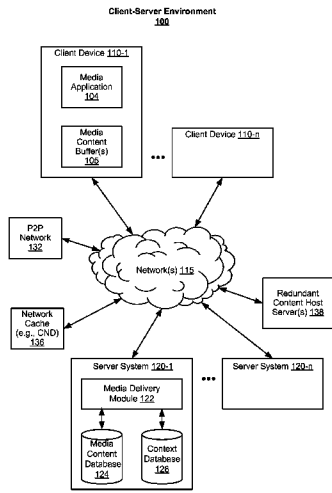 Client-Server Environment
100
Client Device 110-1
Media
Application
104
Media
Content
Buffer(s)
105
Client Device 110-n
P2P
Network
132
Network(s) 115
Redundant
Content Host
Server(s) 138
Network
Cache
(e.g., CND)
136
Server System 120-1
Media Delivery
Module 122
Media
Content
Database
124
Context
Database
126
Server System 120-n